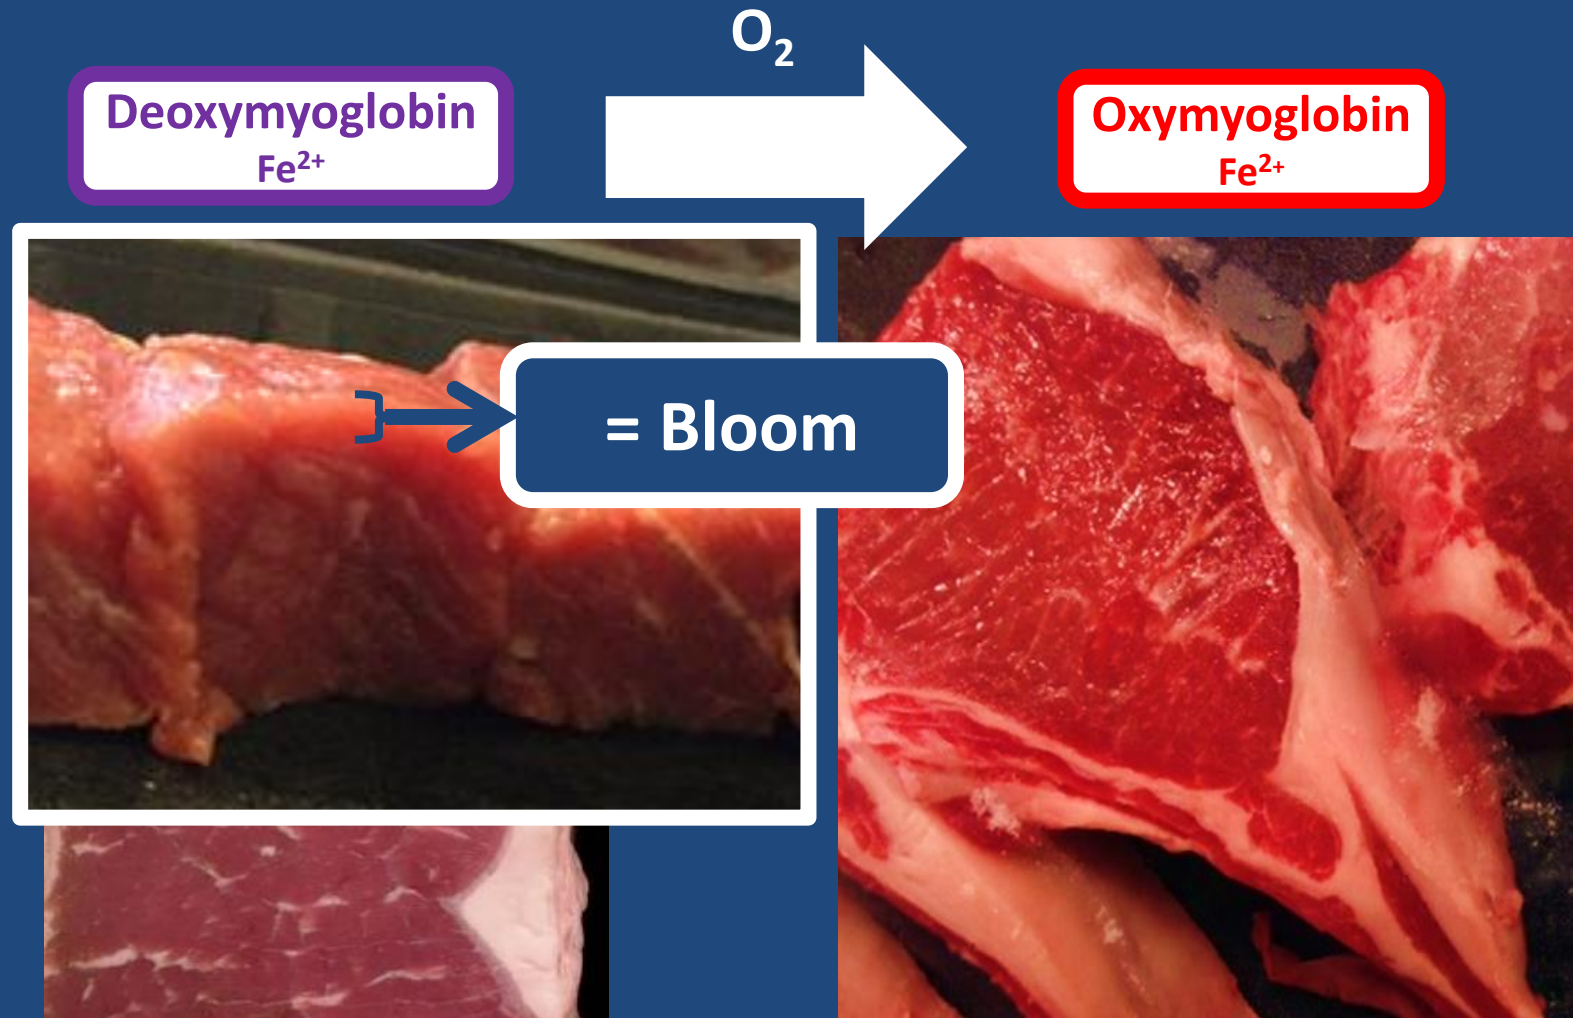 O₂
Deoxymyoglobin
Fe²⁺
Oxymyoglobin
Fe²⁺
= Bloom